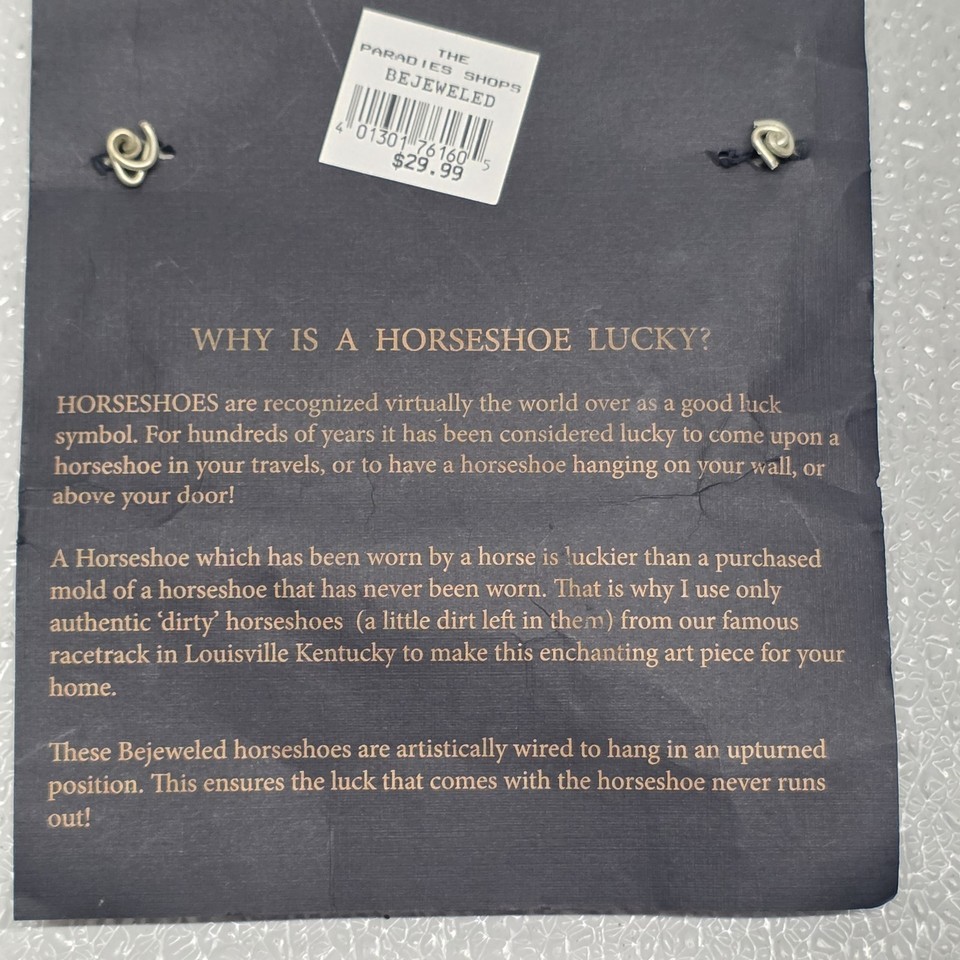 THE
PARADIES SHOPS
BEJEWELED
4 01301 76160 5
$29.99
WHY IS A HORSESHOE LUCKY?
HORSESHOES are recognized virtually the world over as a good luck
symbol. For hundreds of years it has been considered lucky to come upon a
horseshoe in your travels, or to have a horseshoe hanging on your wall, or
above your door!
A Horseshoe which has been worn by a horse is luckier than a purchased
mold of a horseshoe that has never been worn. That is why I use only
authentic ‘dirty’ horseshoes (a little dirt left in them) from our famous
racetrack in Louisville Kentucky to make this enchanting art piece for your
home.
These Bejeweled horseshoes are artistically wired to hang in an upturned
position. This ensures the luck that comes with the horseshoe never runs
out!